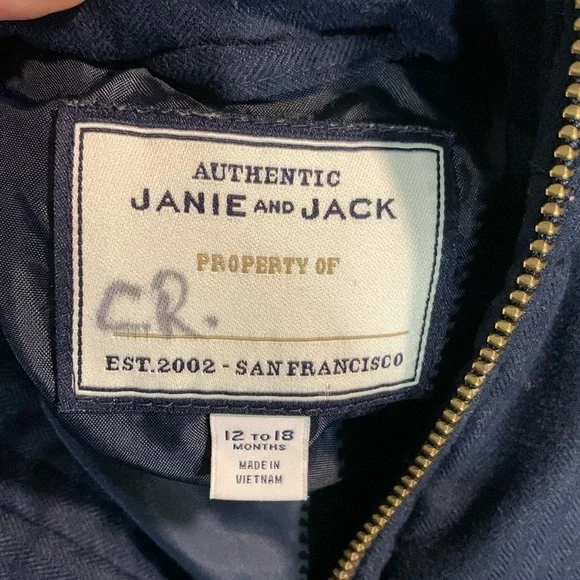 AUTHENTIC
JANIE AND JACK
PROPERTY OF
C.R.
EST.2002 - SAN FRANCISCO
12 TO 18
MONTHS
MADE IN
VIETNAM